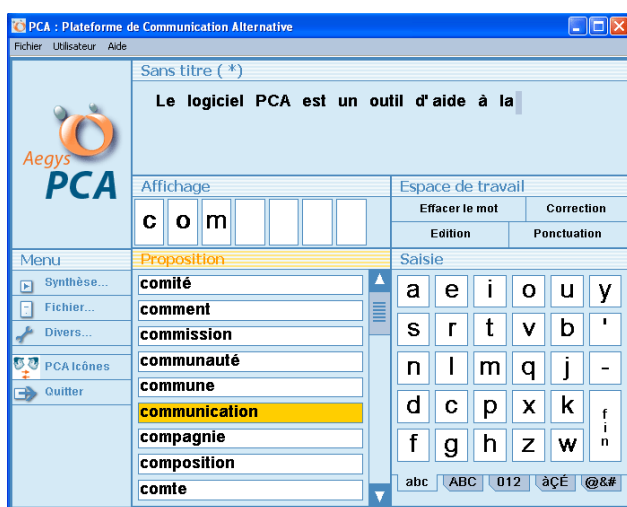 PCA : Plateforme de Communication Alternative
Fichier Utilisateur Aide
Sans titre ( *)
Le logiciel PCA est un outil d'aide à la
Aegys
PCA
Affichage
c o m
Espace de travail
Effacer le mot Correction
Edition Ponctuation
Menu
Synthèse...
Fichier...
Divers...
PCA Icônes
Quitter
Proposition
comité
comment
commission
communauté
commune
communication
compagnie
composition
comte
Saisie
a e i o u y
s r t v b '
n l m q j -
d c p x k fin
f g h z w
abc ABC 012 àÇÉ @&#